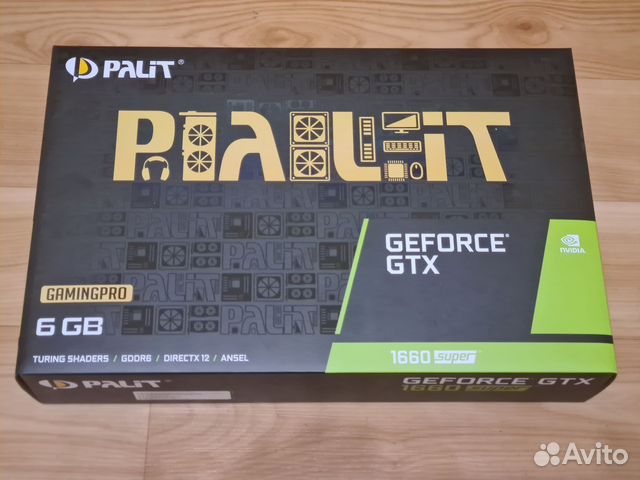 PALiT®
PALiT
GEFORCE®
GTX
NVIDIA
GAMINGPRO
6 GB
TURING SHADERS / GDDR6 / DIRECTX 12 / ANSEL
1660 SUPER™
PALiT
GEFORCE GTX
1660 SUPER
Avito